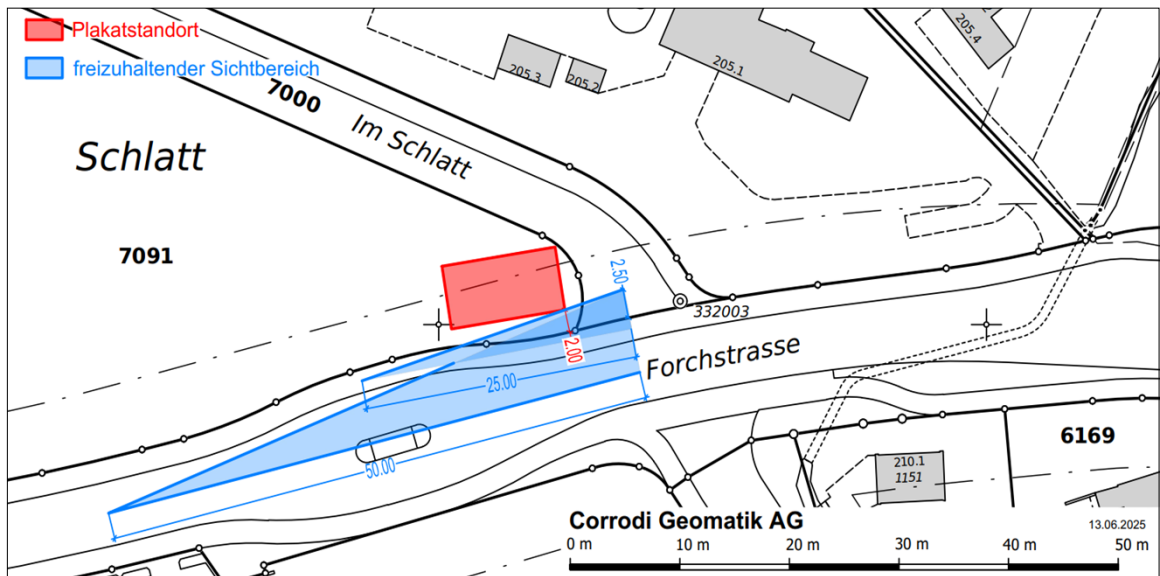 Plakatstandort
freizuhaltender Sichtbereich
205.3
205.2
205.1
205.4
7000
Im Schlatt
Schlatt
7091
2.50
332003
2.00
Forchstrasse
25.00
50.00
6169
210.1
1151
Corrodi Geomatik AG
13.06.2025
0 m 10 m 20 m 30 m 40 m 50 m